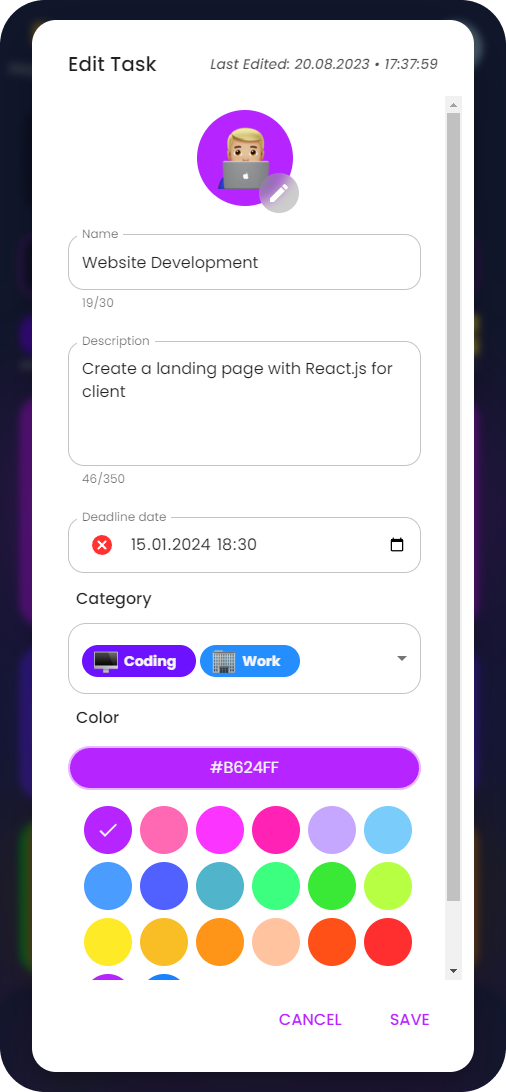 Edit Task
Last Edited: 20.08.2023 • 17:37:59
Name
Website Development
19/30
Description
Create a landing page with React.js for
client
46/350
Deadline date
15.01.2024 18:30
Category
Coding Work
Color
#B624FF
CANCEL SAVE